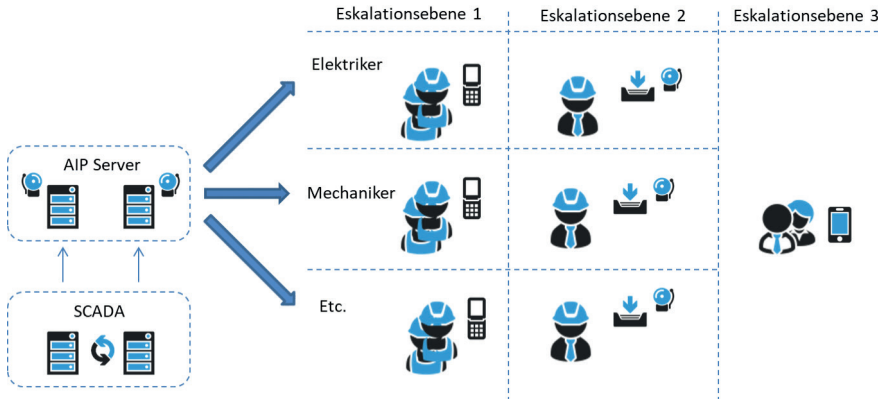 Eskalationsebene 1
Eskalationsebene 2
Eskalationsebene 3
Elektriker
AIP Server
Mechaniker
SCADA
Etc.